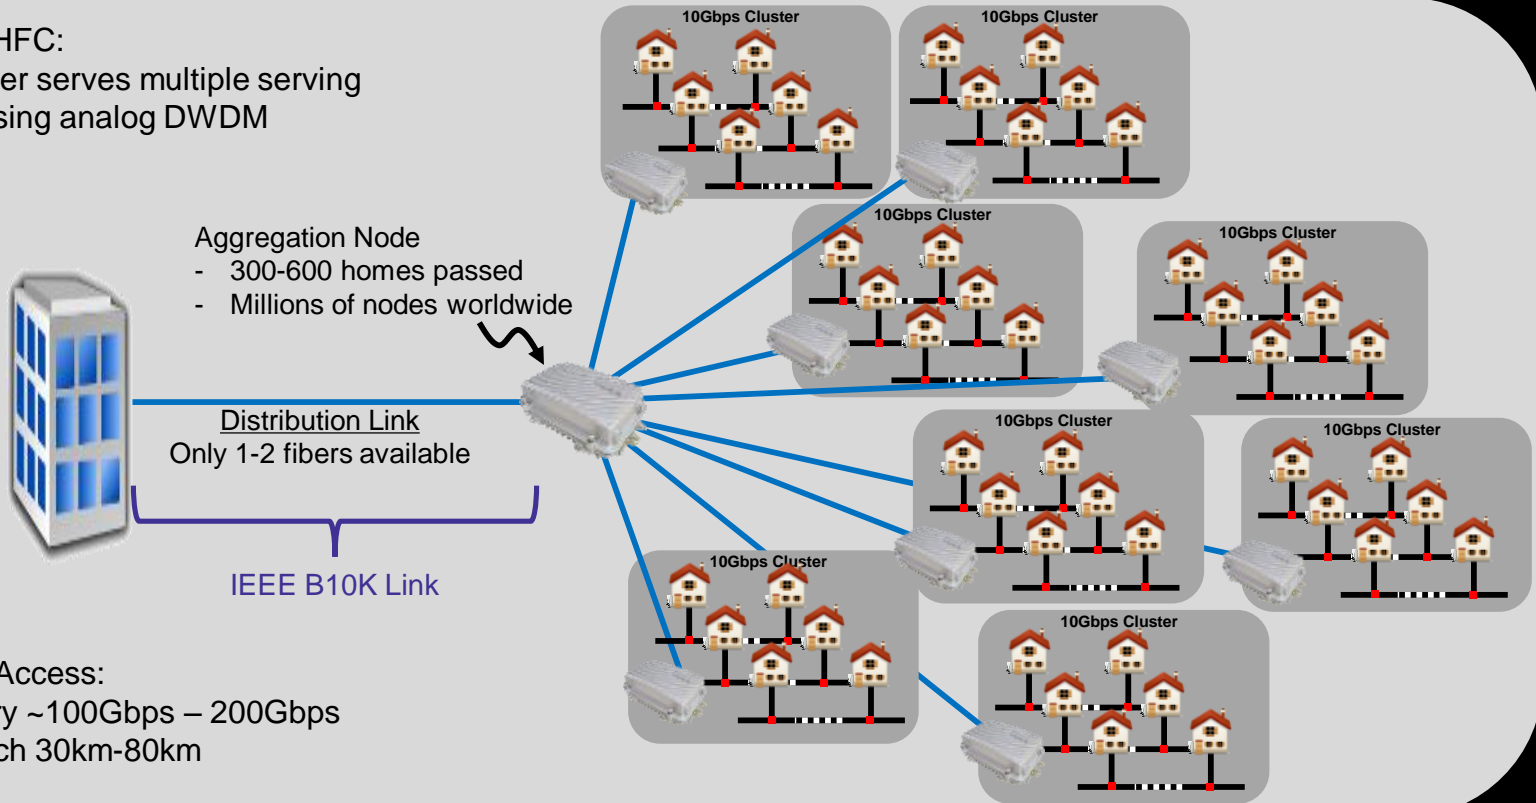 HFC:
er serves multiple serving
sing analog DWDM
10Gbps Cluster
10Gbps Cluster
10Gbps Cluster
10Gbps Cluster
Aggregation Node
- 300-600 homes passed
- Millions of nodes worldwide
Distribution Link
Only 1-2 fibers available
IEEE B10K Link
10Gbps Cluster
10Gbps Cluster
10Gbps Cluster
10Gbps Cluster
Access:
ry ~100Gbps – 200Gbps
ch 30km-80km